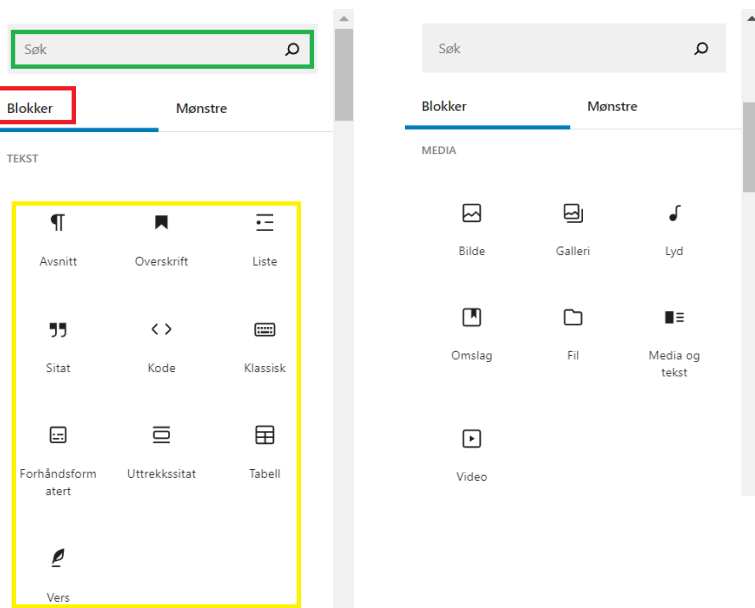 Søk
Blokker
Mønstre
TEKST
Avsnitt
Overskrift
Liste
Sitat
Kode
Klassisk
Forhåndsform
atert
Uttrekkssitat
Tabell
Vers
Søk
Blokker
Mønstre
MEDIA
Bilde
Galleri
Lyd
Omslag
Fil
Media og
tekst
Video